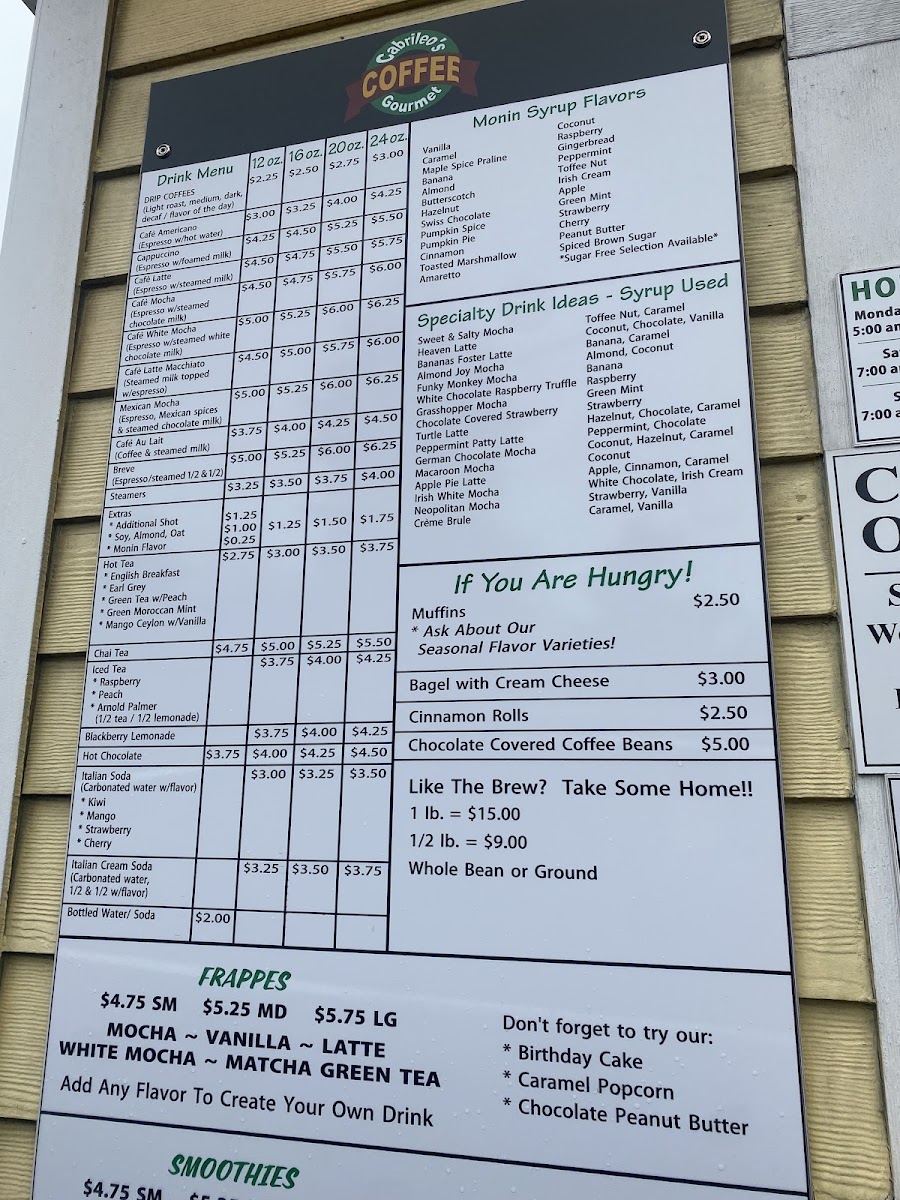 Cabrileo's
COFFEE
Gourmet
Drink Menu 12 oz. 16 oz. 20 oz. 24 oz.
DRIP COFFEES $2.25 $2.50 $2.75 $3.00
(Light roast, medium, dark,
decaf / flavor of the day)
Café Americano $3.00 $3.25 $4.00 $4.25
(Espresso w/hot water)
Cappuccino $4.25 $4.50 $5.25 $5.50
(Espresso w/foamed milk)
Café Latte $4.50 $4.75 $5.50 $5.75
(Espresso w/steamed milk)
Café Mocha $4.50 $4.75 $5.75 $6.00
(Espresso w/steamed
chocolate milk)
Café White Mocha $5.00 $5.25 $6.00 $6.25
(Espresso w/steamed white
chocolate milk)
Café Latte Macchiato $4.50 $5.00 $5.75 $6.00
(Steamed milk topped
w/espresso)
Mexican Mocha $5.00 $5.25 $6.00 $6.25
(Espresso, Mexican spices
& steamed chocolate milk)
Café Au Lait $3.75 $4.00 $4.25 $4.50
(Coffee & steamed milk)
Breve $5.00 $5.25 $6.00 $6.25
(Espresso/steamed 1/2 & 1/2)
Steamers $3.25 $3.50 $3.75 $4.00
Extras
* Additional Shot $1.25
* Soy, Almond, Oat $1.00 $1.25 $1.50 $1.75
* Monin Flavor $0.25
Hot Tea $2.75 $3.00 $3.50 $3.75
* English Breakfast
* Earl Grey
* Green Tea w/Peach
* Green Moroccan Mint
* Mango Ceylon w/Vanilla
Chai Tea $4.75 $5.00 $5.25 $5.50
Iced Tea $3.75 $4.00 $4.25
* Raspberry
* Peach
* Arnold Palmer
(1/2 tea / 1/2 lemonade)
Blackberry Lemonade $3.75 $4.00 $4.25
Hot Chocolate $3.75 $4.00 $4.25 $4.50
Italian Soda $3.00 $3.25 $3.50
(Carbonated water w/flavor)
* Kiwi
* Mango
* Strawberry
* Cherry
Italian Cream Soda $3.25 $3.50 $3.75
(Carbonated water,
1/2 & 1/2 w/flavor)
Bottled Water/ Soda $2.00
Monin Syrup Flavors
Vanilla
Caramel
Maple Spice Praline
Banana
Almond
Butterscotch
Hazelnut
Swiss Chocolate
Pumpkin Spice
Pumpkin Pie
Cinnamon
Toasted Marshmallow
Amaretto
Coconut
Raspberry
Gingerbread
Peppermint
Toffee Nut
Irish Cream
Apple
Green Mint
Strawberry
Cherry
Peanut Butter
Spiced Brown Sugar
*Sugar Free Selection Available*
Specialty Drink Ideas - Syrup Used
Sweet & Salty Mocha Toffee Nut, Caramel
Heaven Latte Coconut, Chocolate, Vanilla
Bananas Foster Latte Banana, Caramel
Almond Joy Mocha Almond, Coconut
Funky Monkey Mocha Banana
White Chocolate Raspberry Truffle Raspberry
Grasshopper Mocha Green Mint
Chocolate Covered Strawberry Strawberry
Turtle Latte Hazelnut, Chocolate, Caramel
Peppermint Patty Latte Peppermint, Chocolate
German Chocolate Mocha Coconut, Hazelnut, Caramel
Macaroon Mocha Coconut
Apple Pie Latte Apple, Cinnamon, Caramel
Irish White Mocha White Chocolate, Irish Cream
Neopolitan Mocha Strawberry, Vanilla
Crème Brule Caramel, Vanilla
If You Are Hungry!
Muffins $2.50
* Ask About Our
Seasonal Flavor Varieties!
Bagel with Cream Cheese $3.00
Cinnamon Rolls $2.50
Chocolate Covered Coffee Beans $5.00
Like The Brew? Take Some Home!!
1 lb. = $15.00
1/2 lb. = $9.00
Whole Bean or Ground
FRAPPES
$4.75 SM $5.25 MD $5.75 LG
MOCHA ~ VANILLA ~ LATTE
WHITE MOCHA ~ MATCHA GREEN TEA
Add Any Flavor To Create Your Own Drink
Don't forget to try our:
* Birthday Cake
* Caramel Popcorn
* Chocolate Peanut Butter
SMOOTHIES
$4.75 SM
HO
Monda
5:00 an
Sa
7:00 a
S
7:00 a
C
O
S
We